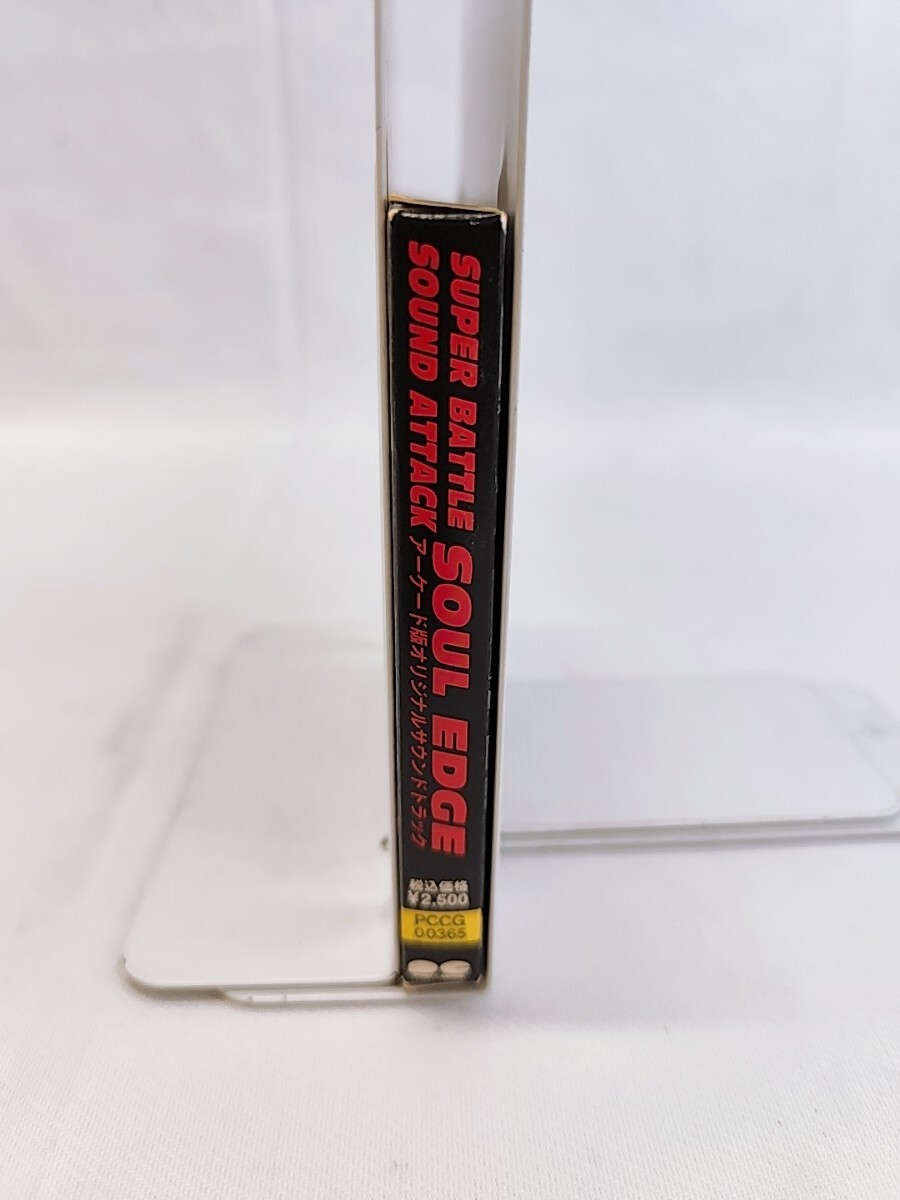 SUPER BATTLE
SOUND ATTACK
SOUL EDGE
アーケード版オリジナルサウンドトラック
税込価格
¥2,500
PCCG
00365